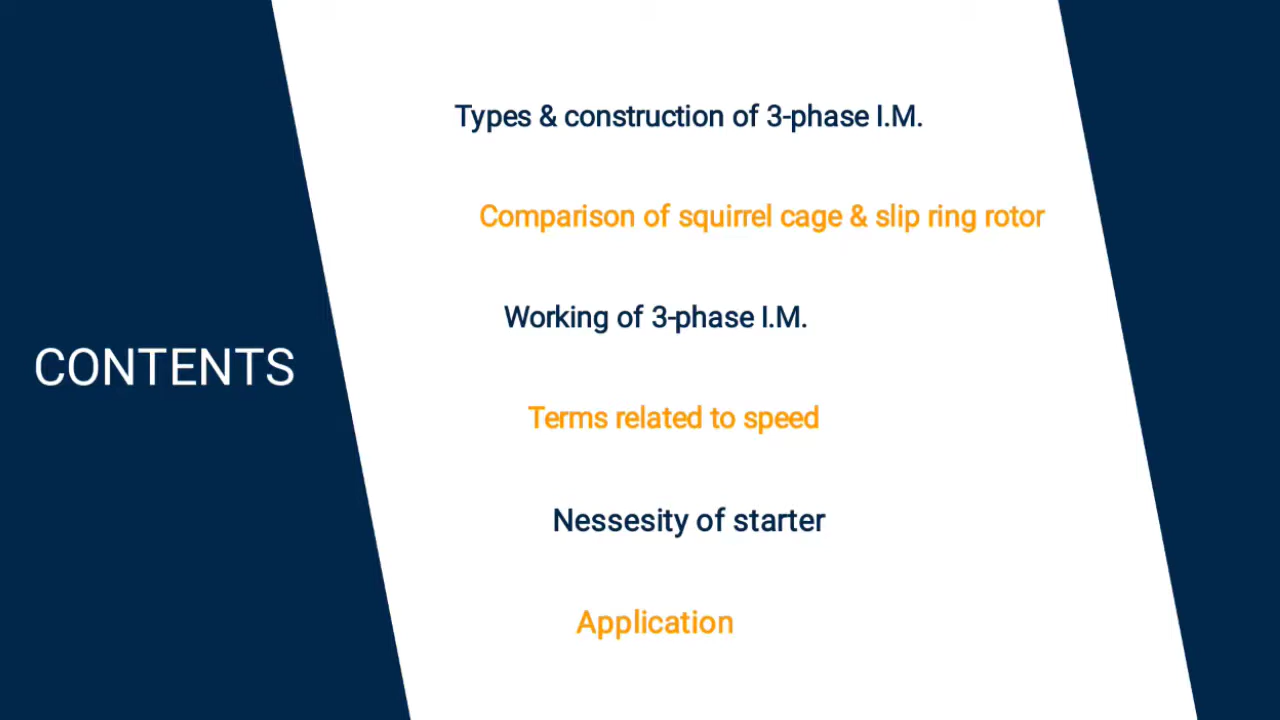 Types & construction of 3-phase I.M.
Comparison of squirrel cage & slip ring rotor
Working of 3-phase I.M.
CONTENTS
Terms related to speed
Nessesity of starter
Application